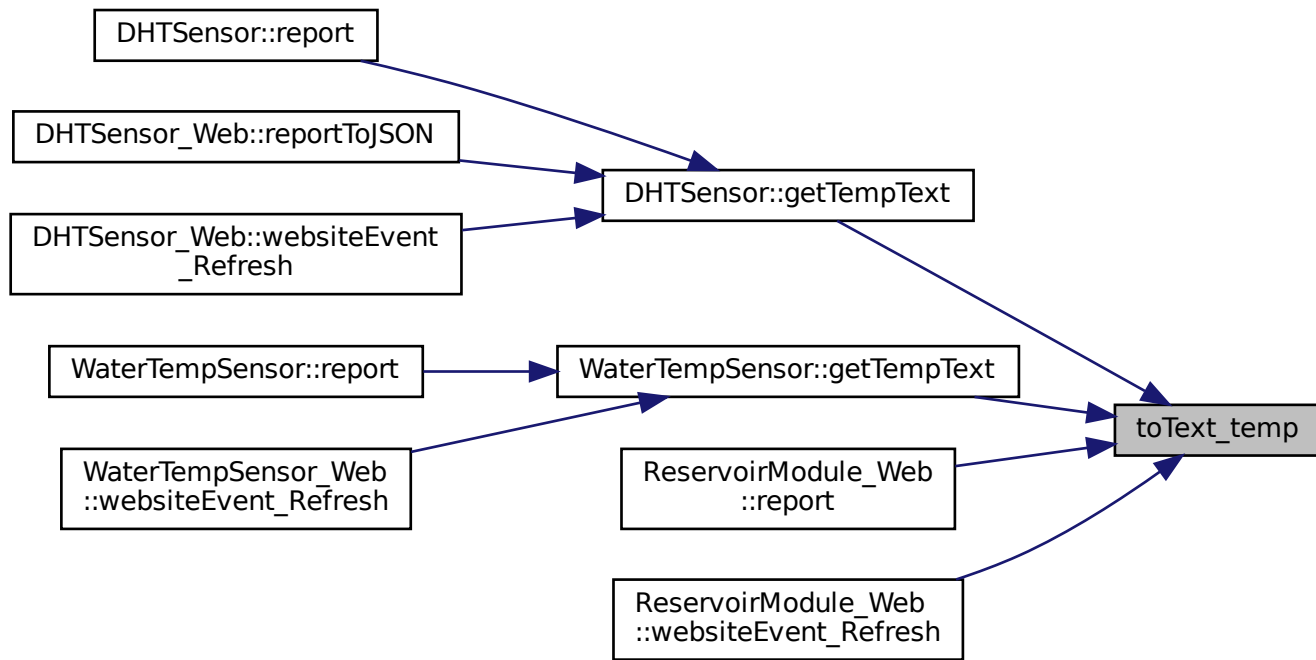 DHTSensor::report
DHTSensor_Web::reportToJSON
DHTSensor::getTempText
DHTSensor_Web::websiteEvent
_Refresh
WaterTempSensor::report
WaterTempSensor::getTempText
toText_temp
WaterTempSensor_Web
::websiteEvent_Refresh
ReservoirModule_Web
::report
ReservoirModule_Web
::websiteEvent_Refresh